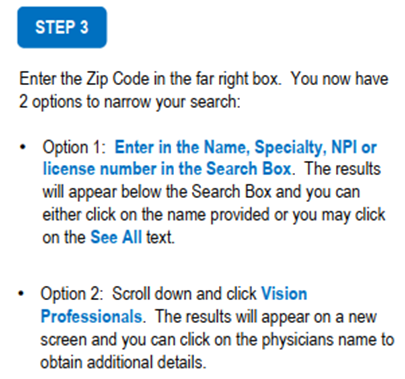 STEP 3
Enter the Zip Code in the far right box. You now have
2 options to narrow your search:
• Option 1: Enter in the Name, Specialty, NPI or
license number in the Search Box. The results
will appear below the Search Box and you can
either click on the name provided or you may click
on the See All text.
• Option 2: Scroll down and click Vision
Professionals. The results will appear on a new
screen and you can click on the physicians name to
obtain additional details.